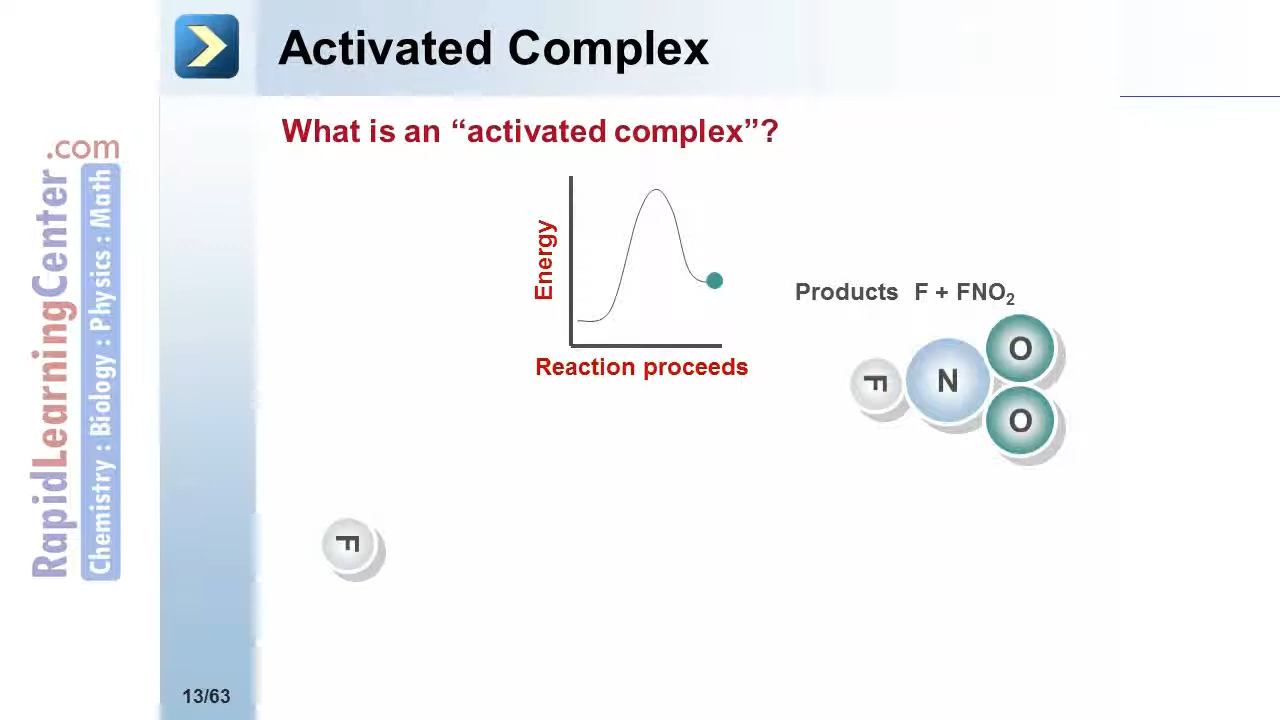 Activated Complex
What is an “activated complex”?
Energy
Reaction proceeds
Products F + FNO₂
F
N
O
O
F
RapidLearningCenter.com
Chemistry : Biology : Physics : Math
13/63